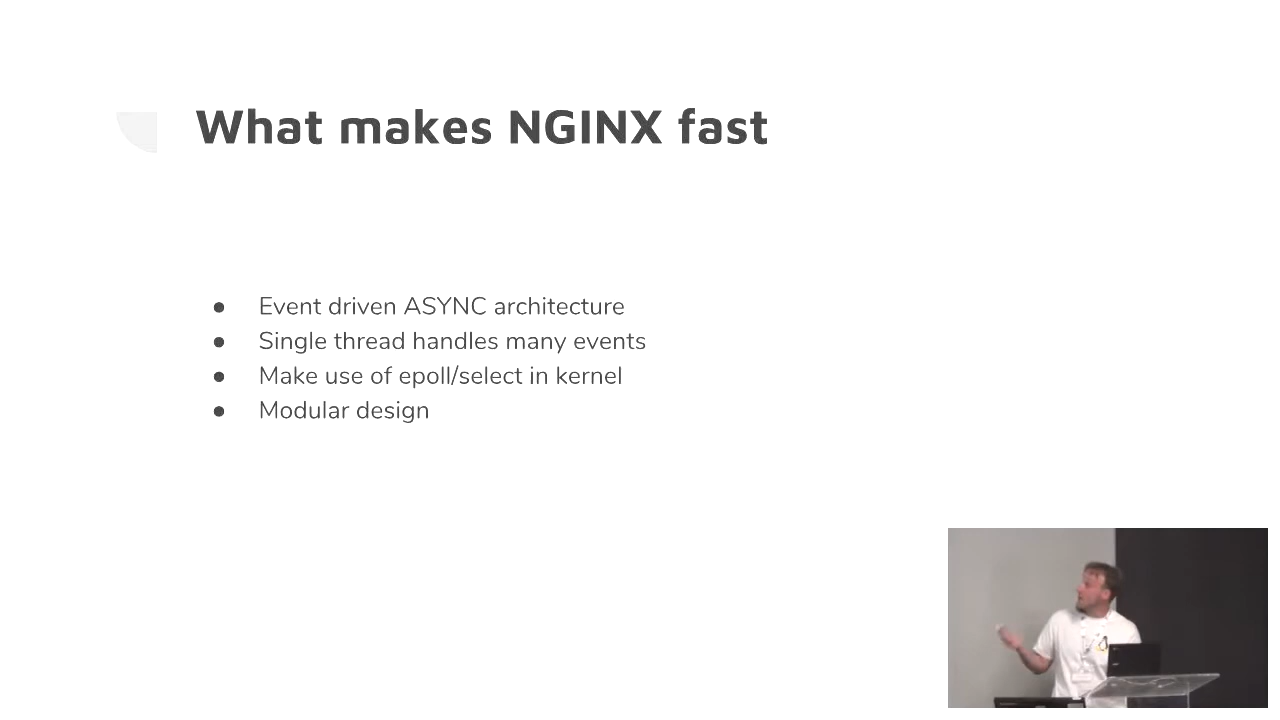 What makes NGINX fast
● Event driven ASYNC architecture
● Single thread handles many events
● Make use of epoll/select in kernel
● Modular design